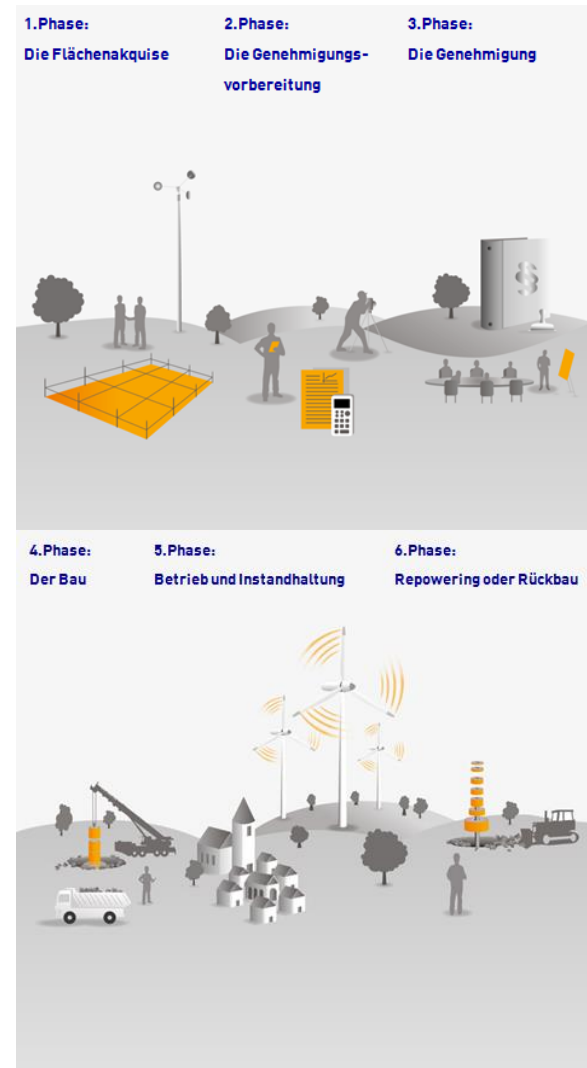 1.Phase:
Die Flächenakquise
2.Phase:
Die Genehmigungs-
vorbereitung
3.Phase:
Die Genehmigung
§
4.Phase:
Der Bau
5.Phase:
Betrieb und Instandhaltung
6.Phase:
Repowering oder Rückbau